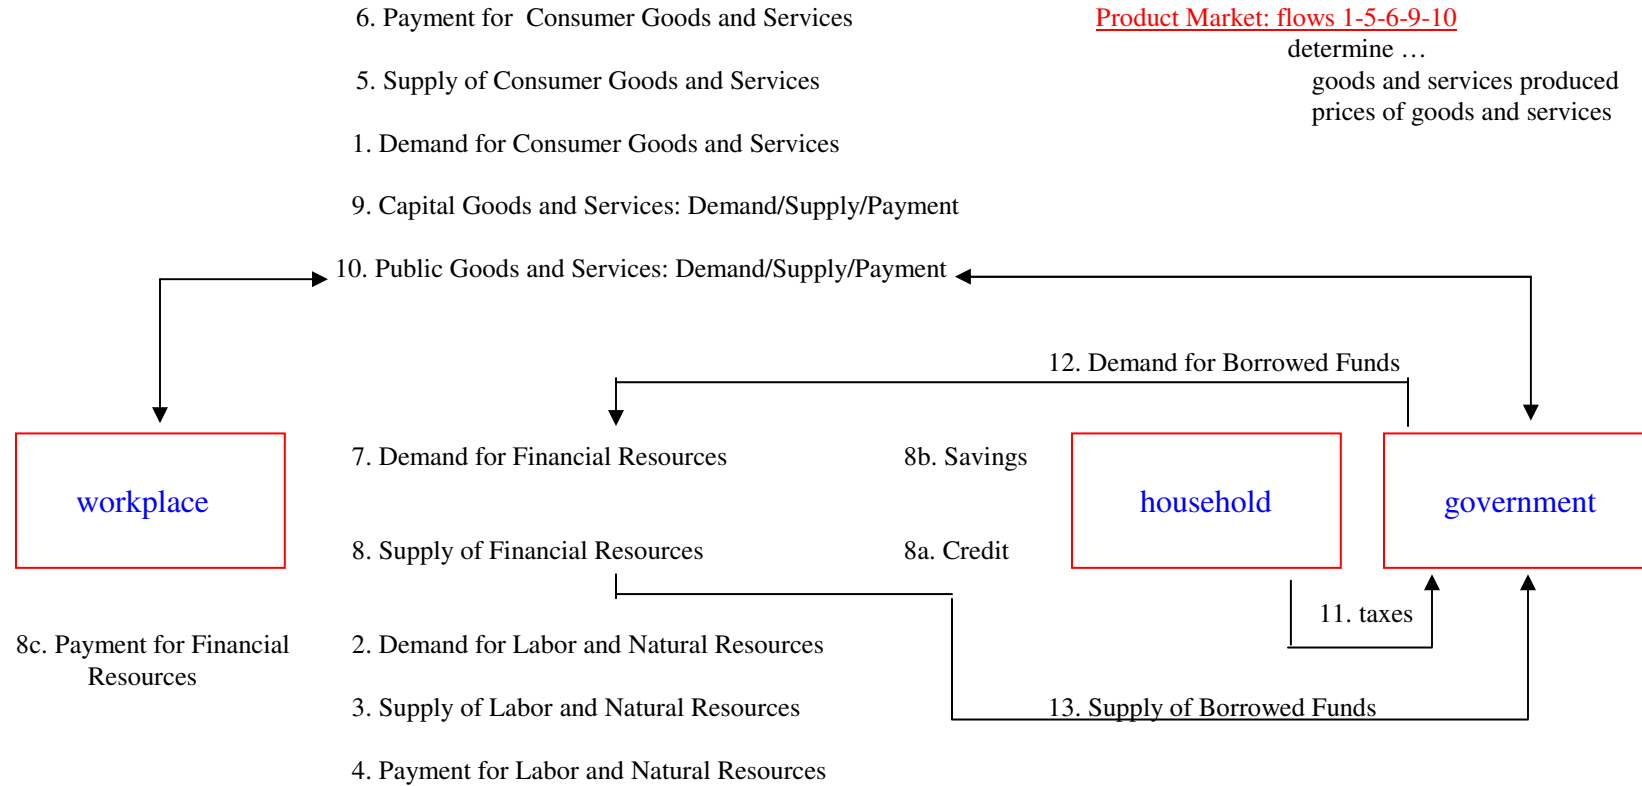 6. Payment for Consumer Goods and Services
Product Market: flows 1-5-6-9-10
determine …
5. Supply of Consumer Goods and Services
goods and services produced
prices of goods and services
1. Demand for Consumer Goods and Services
9. Capital Goods and Services: Demand/Supply/Payment
10. Public Goods and Services: Demand/Supply/Payment
12. Demand for Borrowed Funds
7. Demand for Financial Resources
8b. Savings
workplace
household
government
8. Supply of Financial Resources
8a. Credit
11. taxes
8c. Payment for Financial
Resources
2. Demand for Labor and Natural Resources
3. Supply of Labor and Natural Resources
13. Supply of Borrowed Funds
4. Payment for Labor and Natural Resources